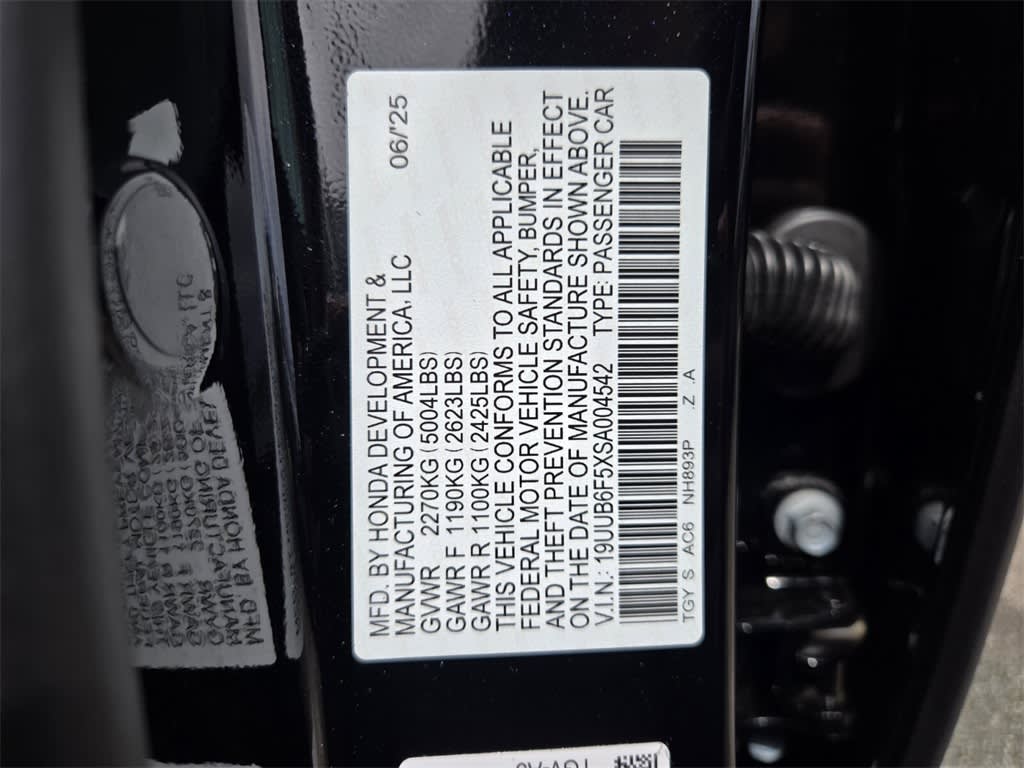 MFD. BY HONDA DEVELOPMENT & 06/'25
MANUFACTURING OF AMERICA, LLC
GVWR 2270KG (5004LBS)
GAWR F 1190KG (2623LBS)
GAWR R 1100KG (2425LBS)
THIS VEHICLE CONFORMS TO ALL APPLICABLE
FEDERAL MOTOR VEHICLE SAFETY, BUMPER,
AND THEFT PREVENTION STANDARDS IN EFFECT
ON THE DATE OF MANUFACTURE SHOWN ABOVE.
V.I.N.: 19UUB6F5XSA004542 TYPE: PASSENGER CAR
TGY S AC6 NH893P .Z .A